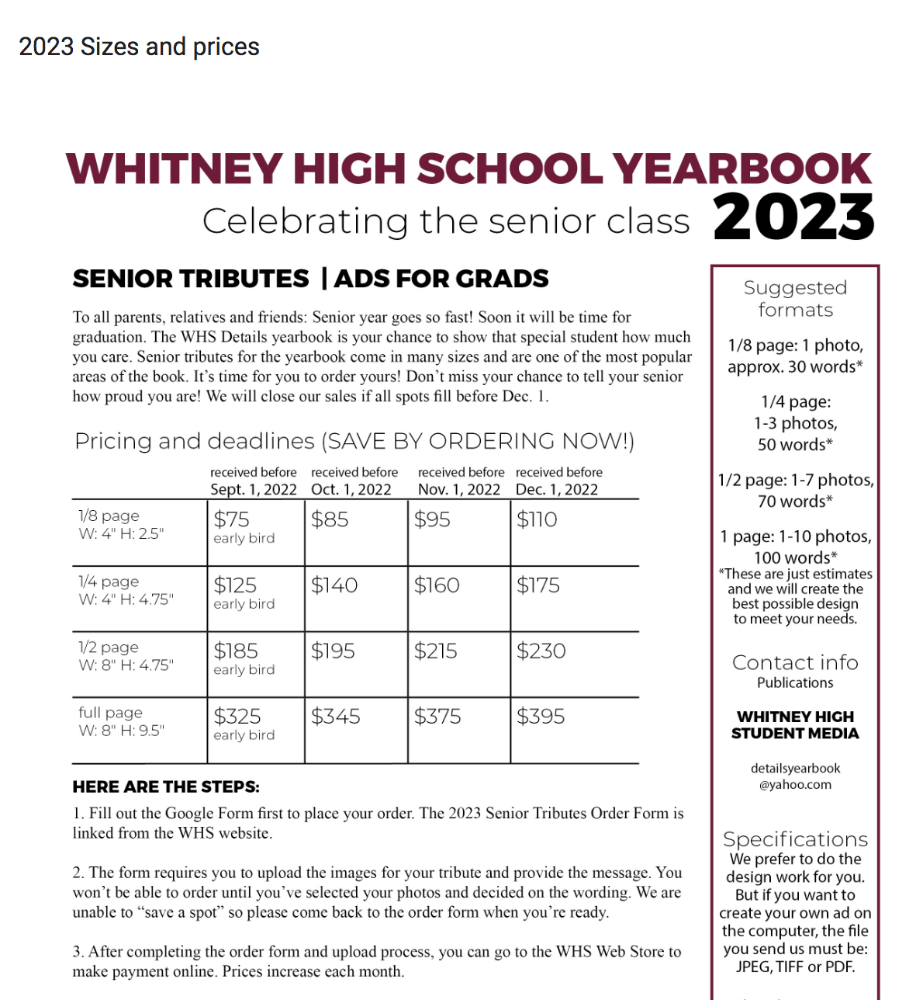 2023 Sizes and prices
WHITNEY HIGH SCHOOL YEARBOOK
Celebrating the senior class 2023
SENIOR TRIBUTES | ADS FOR GRADS
To all parents, relatives and friends: Senior year goes so fast! Soon it will be time for
graduation. The WHS Details yearbook is your chance to show that special student how much
you care. Senior tributes for the yearbook come in many sizes and are one of the most popular
areas of the book. It's time for you to order yours! Don't miss your chance to tell your senior
how proud you are! We will close our sales if all spots fill before Dec. 1.
Pricing and deadlines (SAVE BY ORDERING NOW!)
received before received before received before received before
Sept. 1, 2022 Oct. 1, 2022 Nov. 1, 2022 Dec. 1, 2022
1/8 page $75 $85 $95 $110
W: 4" H: 2.5" early bird
1/4 page $125 $140 $160 $175
W: 4" H: 4.75" early bird
1/2 page $185 $195 $215 $230
W: 8" H: 4.75" early bird
full page $325 $345 $375 $395
W: 8" H: 9.5" early bird
HERE ARE THE STEPS:
1. Fill out the Google Form first to place your order. The 2023 Senior Tributes Order Form is
linked from the WHS website.
2. The form requires you to upload the images for your tribute and provide the message. You
won't be able to order until you've selected your photos and decided on the wording. We are
unable to "save a spot" so please come back to the order form when you're ready.
3. After completing the order form and upload process, you can go to the WHS Web Store to
make payment online. Prices increase each month.
Suggested
formats
1/8 page: 1 photo,
approx. 30 words*
1/4 page:
1-3 photos,
50 words*
1/2 page: 1-7 photos,
70 words*
1 page: 1-10 photos,
100 words*
*These are just estimates
and we will create the
best possible design
to meet your needs.
Contact info
Publications
WHITNEY HIGH
STUDENT MEDIA
detailsyearbook
@yahoo.com
Specifications
We prefer to do the
design work for you.
But if you want to
create your own ad on
the computer, the file
you send us must be:
JPEG, TIFF or PDF.